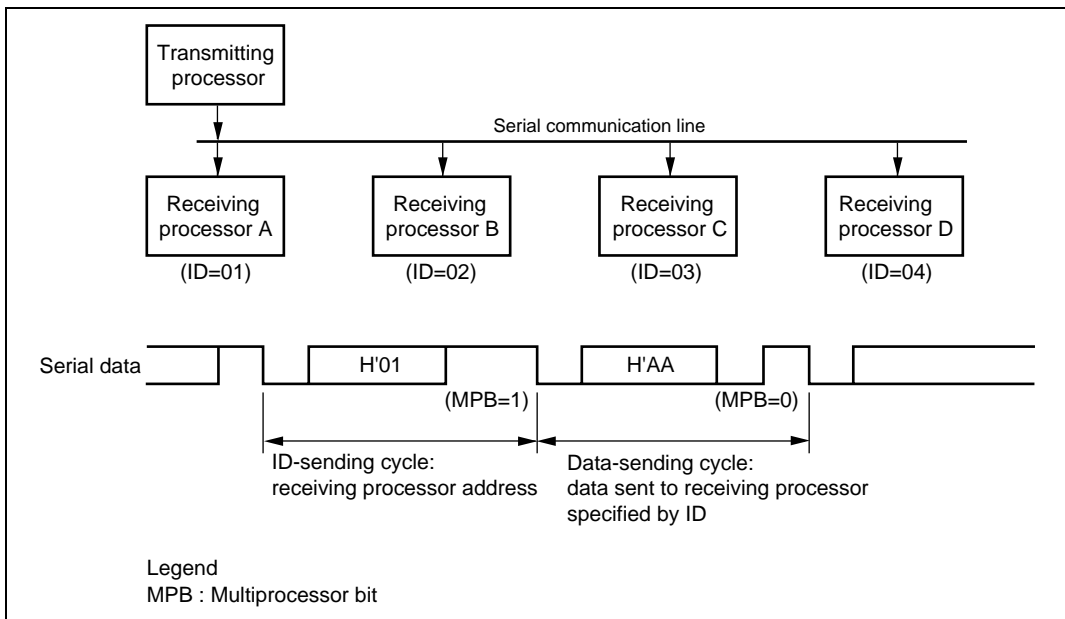 Transmitting
processor
Serial communication line
Receiving
processor A
(ID=01)
Receiving
processor B
(ID=02)
Receiving
processor C
(ID=03)
Receiving
processor D
(ID=04)
Serial data
H'01
(MPB=1)
H'AA
(MPB=0)
ID-sending cycle:
receiving processor address
Data-sending cycle:
data sent to receiving processor
specified by ID
Legend
MPB : Multiprocessor bit